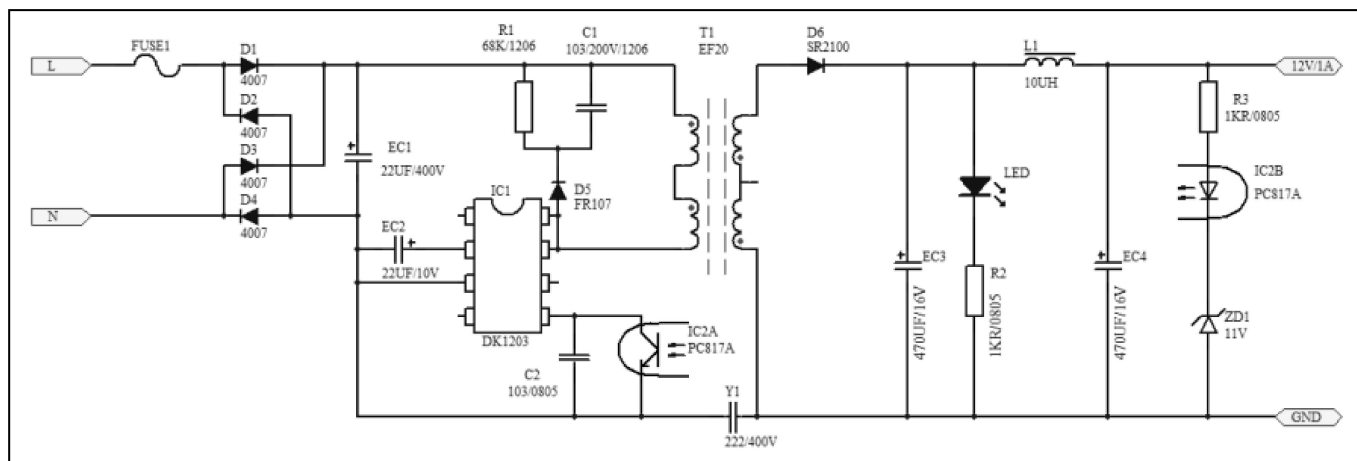 L
FUSE1
D1
4007
D2
4007
D3
4007
D4
4007
N
EC1
22UF/400V
EC2
22UF/10V
R1
68K/1206
C1
103/200V/1206
D5
FR107
IC1
DK1203
C2
103/0805
IC2A
PC817A
T1
EF20
Y1
222/400V
D6
SR2100
EC3
470UF/16V
LED
R2
1KR/0805
L1
10UH
EC4
470UF/16V
R3
1KR/0805
IC2B
PC817A
ZD1
11V
12V/1A
GND